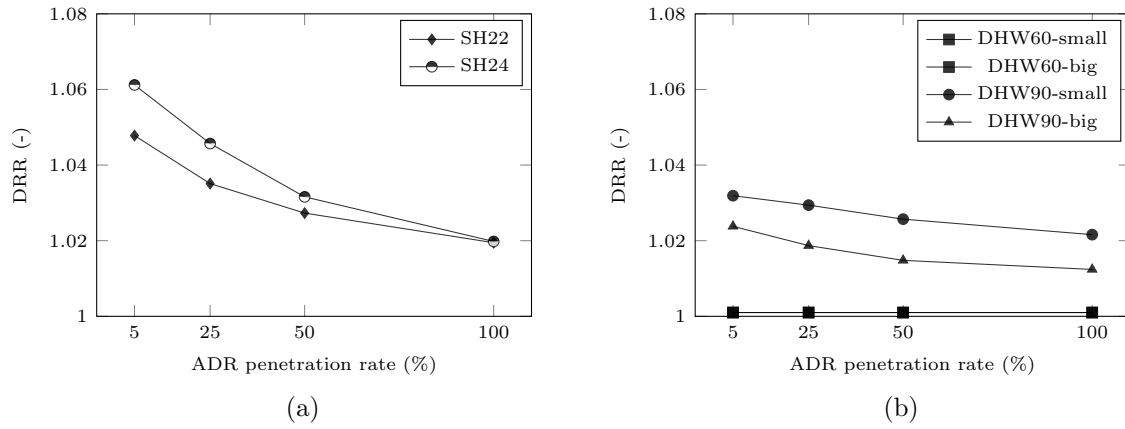 1.08
1.06
1.04
1.02
1
DRR (-)
5
25
50
100
ADR penetration rate (%)
SH22
SH24
(a)
1.08
1.06
1.04
1.02
1
DRR (-)
5
25
50
100
ADR penetration rate (%)
DHW60-small
DHW60-big
DHW90-small
DHW90-big
(b)